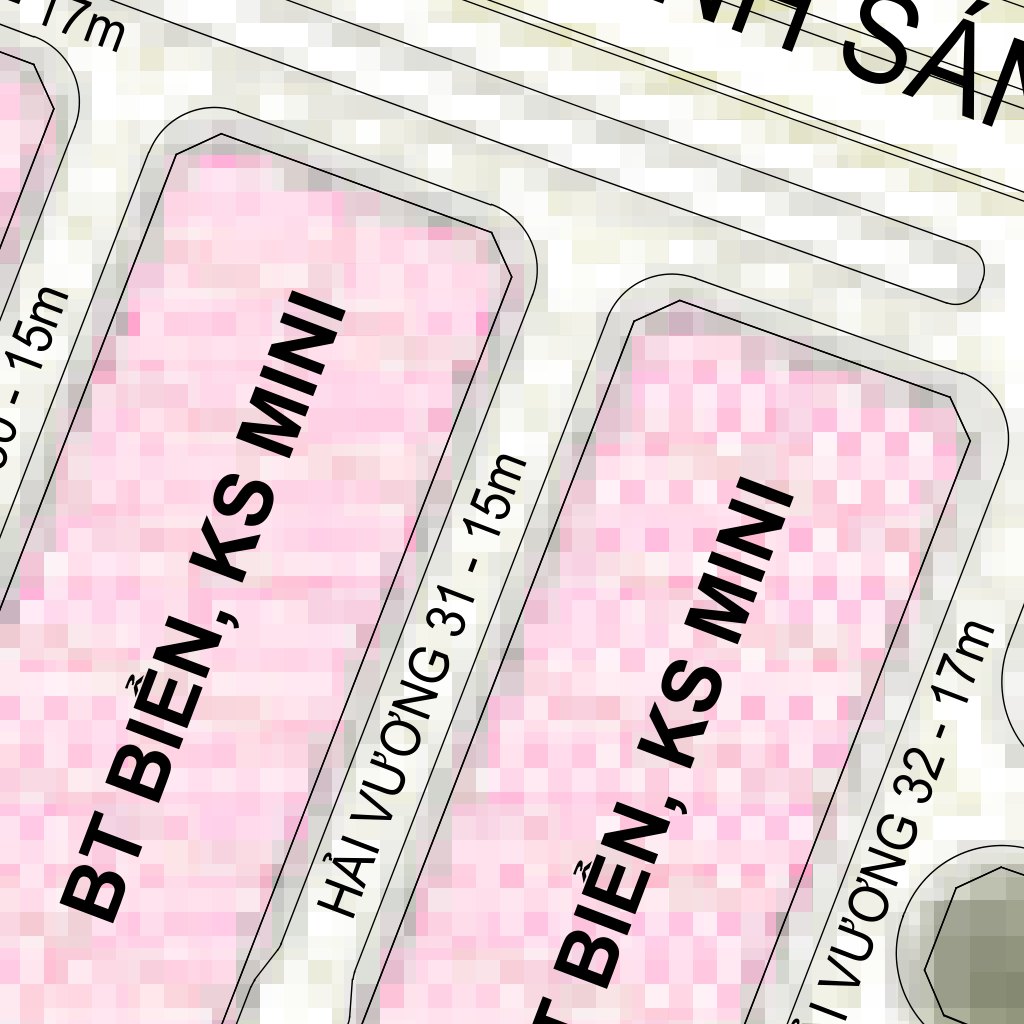 17m
15m
BT BIỂN, KS MINI
HẢI VƯƠNG 31 - 15m
BIỂN, KS MINI
VƯƠNG 32 - 17m